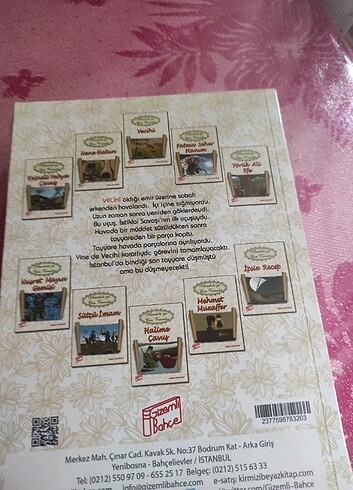 Vecihi
Nene Hatun
Fatma Seher
Hanım
Yörük Ali
Efe
Çavuş
VECİHİ aldığı emir üzerine sabah
erkenden havalandı. İçi içine sığmıyordu.
Uzun zaman sonra yeniden göklerdeydi.
Bu uçuş, İstiklal Savaşı'nın ilk uçuşuydu.
Havada bir müddet süzüldükten sonra
tayyareden bir parça koptu.
Tayyare havada parçalarına ayrılıyordu.
Yine de Vecihi kararlıydı; görevini tamamlayacaktı.
İstanbul'da bindiği son tayyare düşmüştü
ama bu düşmeyecekti!
Nusret Mayın
Gemisi
Sütçü İmam
Halime
Çavuş
Mehmet
Muzaffer
İpsiz Recep
Gizemli
Bahçe
2377598783203
Merkez Mah. Çınar Cad. Kavak Sk. No:37 Bodrum Kat - Arka Giriş
Yenibosna - Bahçelievler / İSTANBUL
Tel: (0212) 550 97 09 - 655 25 17 Belgeç: (0212) 515 63 33
info@gizemlibahce.com e-satış: kirmizibeyazkitap.com
Gizemli-Bahce